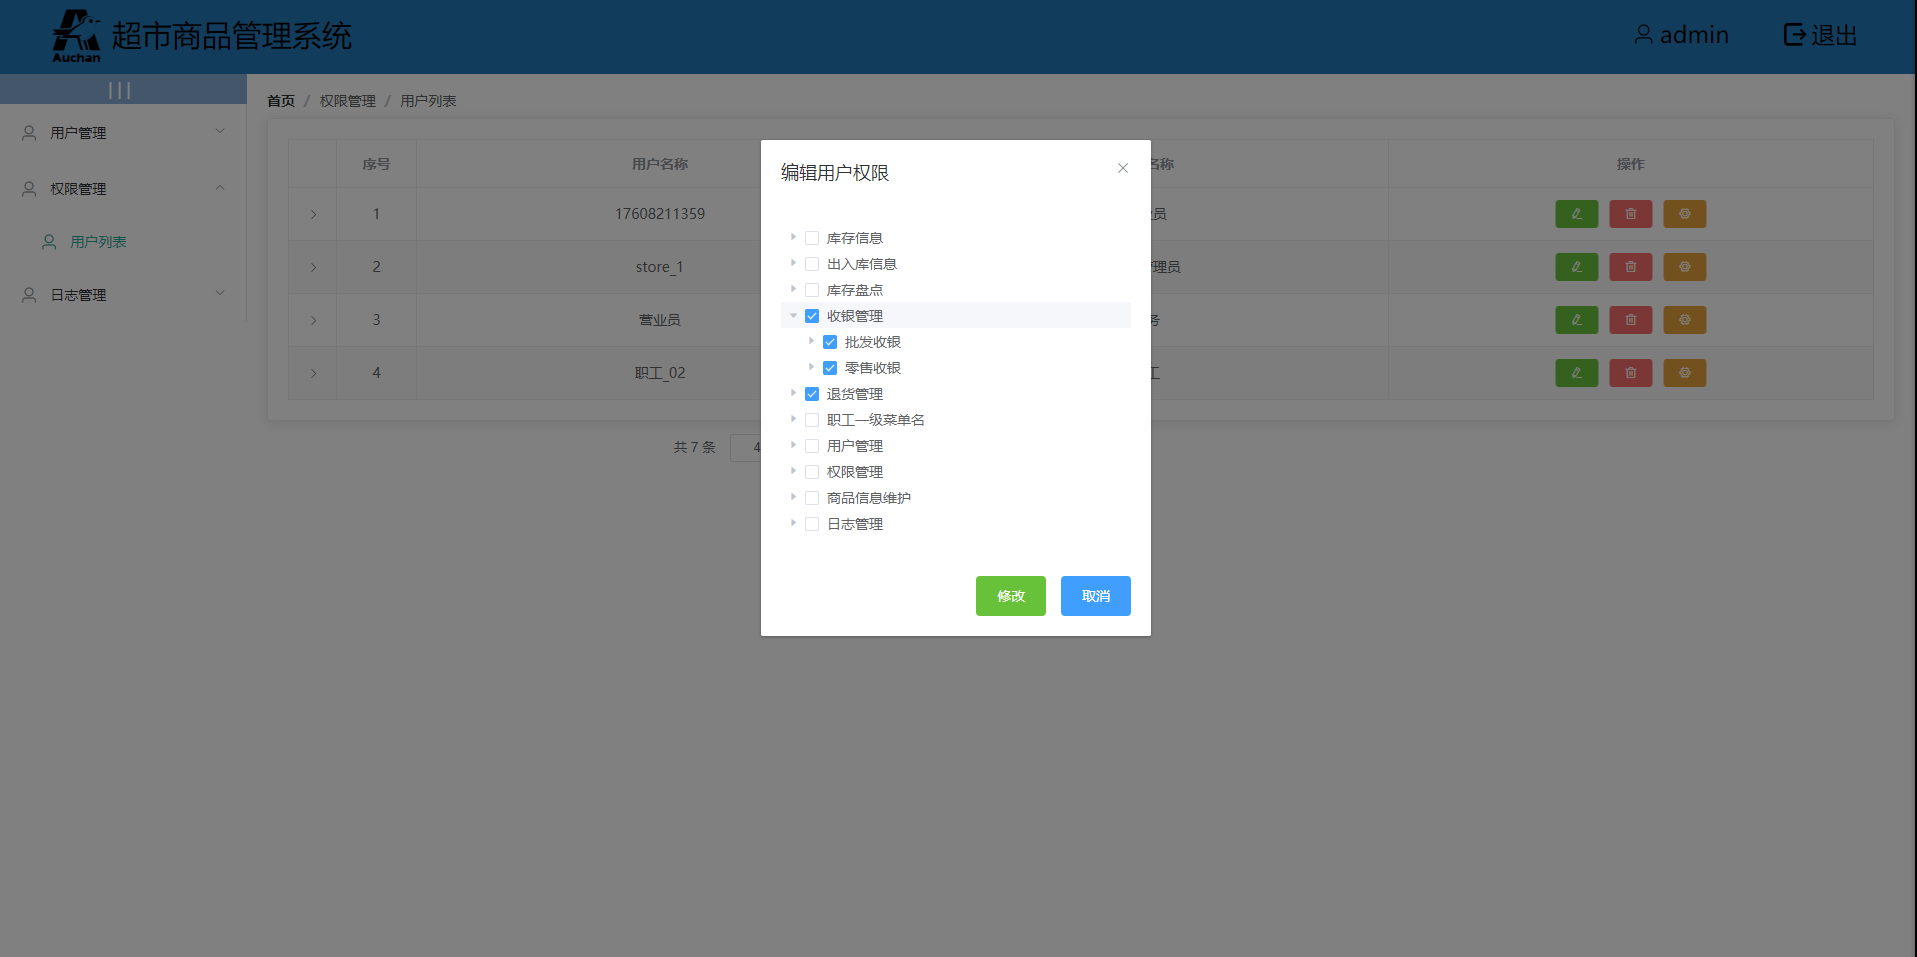 Auchan
超市商品管理系统
admin
退出
用户管理
权限管理
用户列表
日志管理
首页 / 权限管理 / 用户列表
序号 用户名称 名称 操作
1 17608211359 员
2 store_1 管理员
3 营业员 务
4 职工_02 工
共 7 条 4
编辑用户权限
库存信息
出入库信息
库存盘点
收银管理
批发收银
零售收银
退货管理
职工一级菜单名
用户管理
权限管理
商品信息维护
日志管理
修改 取消